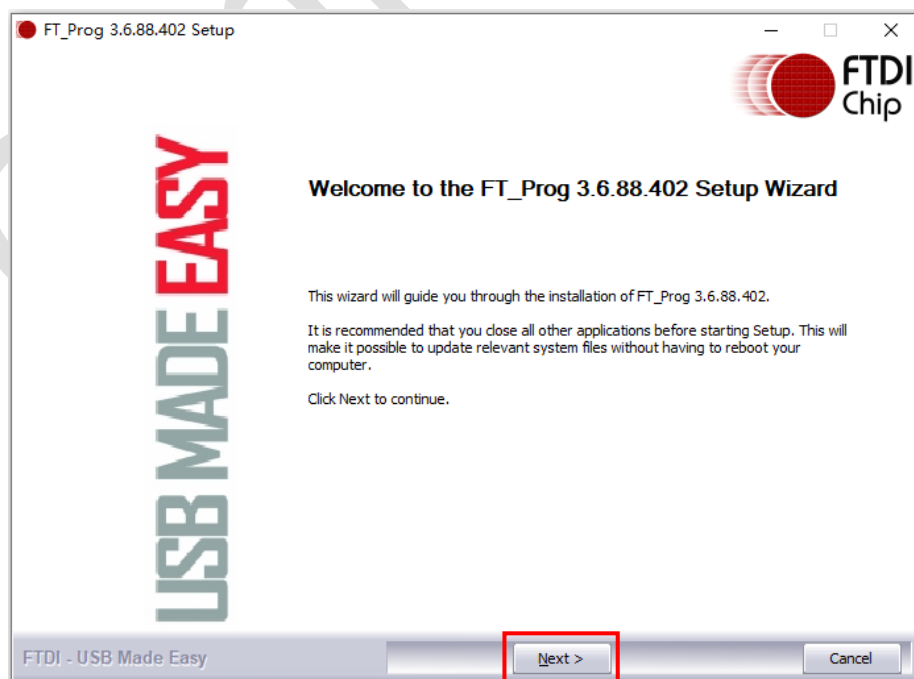 FT_Prog 3.6.88.402 Setup
FTDI
Chip
USB MADE EASY
Welcome to the FT_Prog 3.6.88.402 Setup Wizard
This wizard will guide you through the installation of FT_Prog 3.6.88.402.
It is recommended that you close all other applications before starting Setup. This will
make it possible to update relevant system files without having to reboot your
computer.
Click Next to continue.
FTDI - USB Made Easy
Next >
Cancel